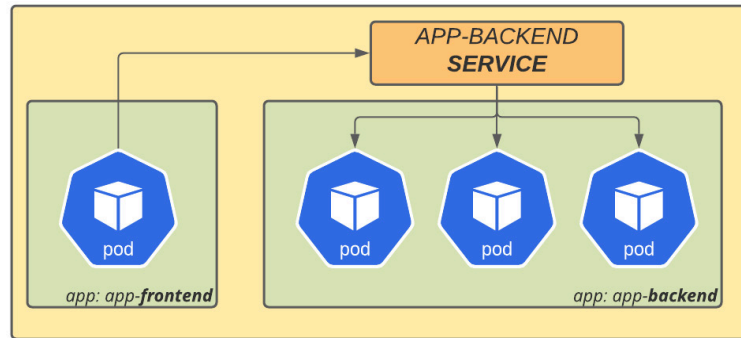 APP-BACKEND
SERVICE
pod
app: app-frontend
pod
pod
pod
app: app-backend